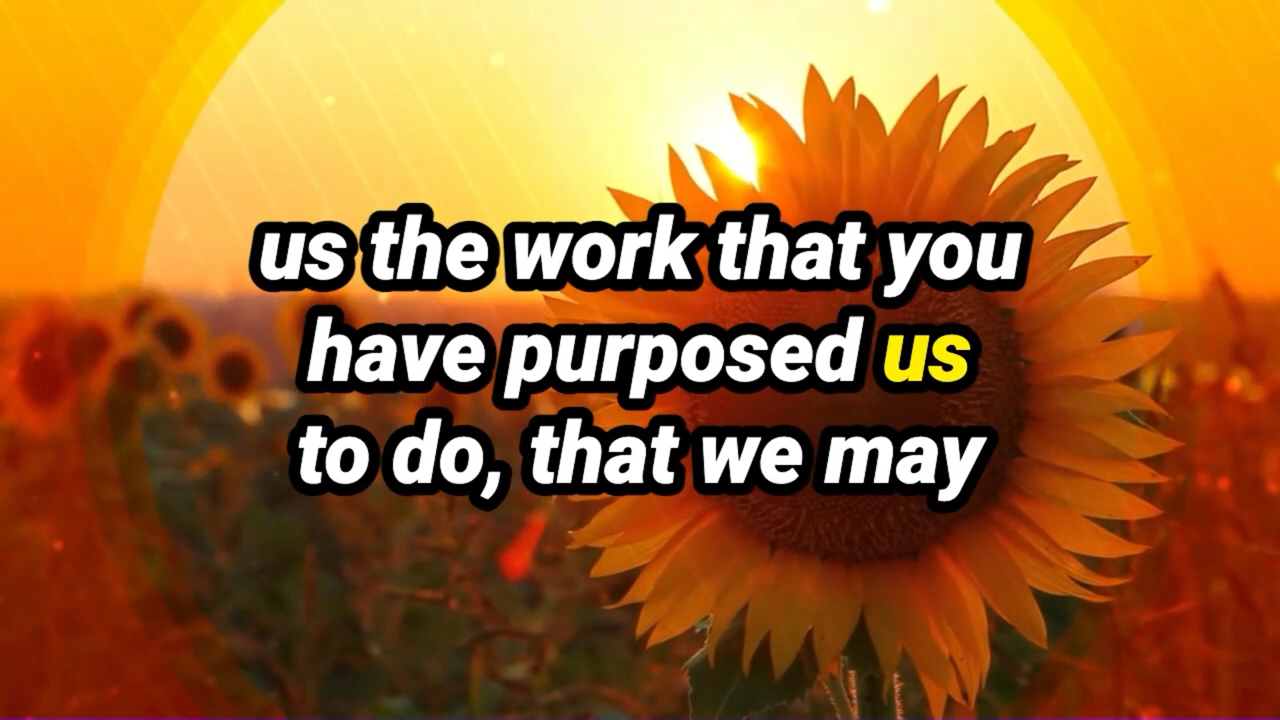 us the work that you
have purposed us
to do, that we may